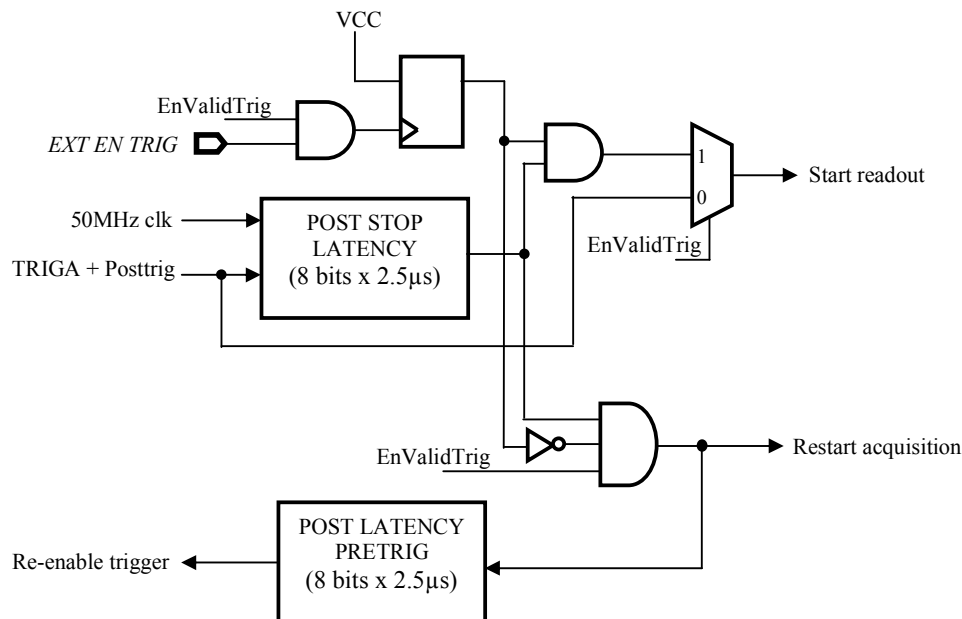 VCC
EnValidTrig
EXT EN TRIG
1
Start readout
0
50MHz clk
POST STOP
LATENCY
(8 bits x 2.5µs)
EnValidTrig
TRIGA + Posttrig
EnValidTrig
Restart acquisition
POST LATENCY
PRETRIG
(8 bits x 2.5µs)
Re-enable trigger